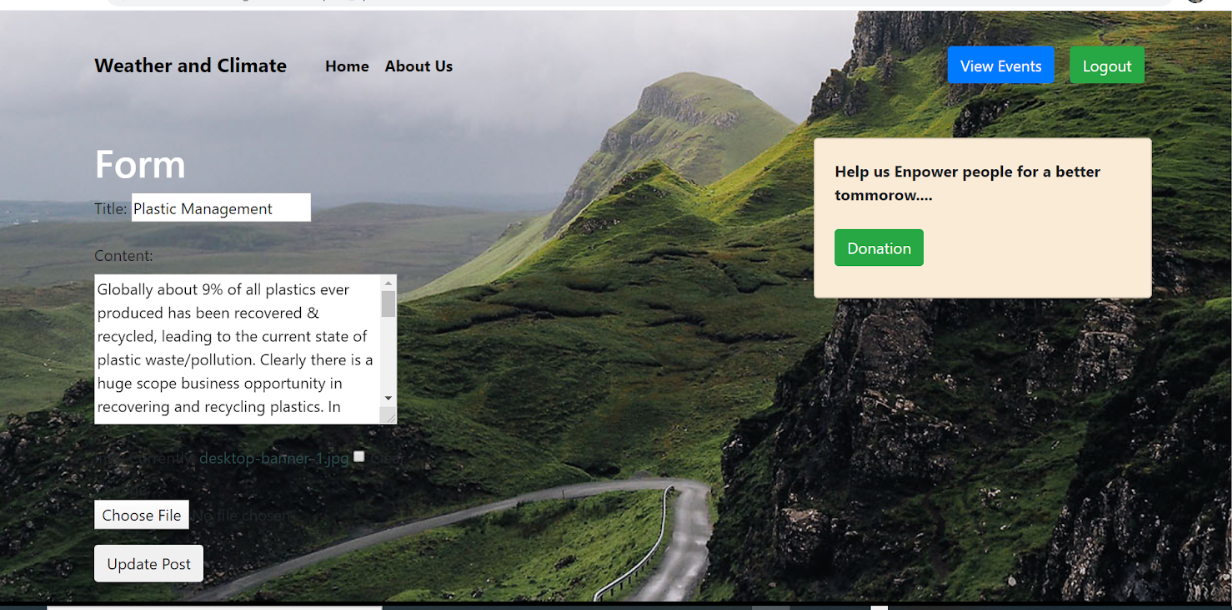 Weather and Climate Home About Us View Events Logout
Form
Title: Plastic Management
Content:
Globally about 9% of all plastics ever
produced has been recovered &
recycled, leading to the current state of
plastic waste/pollution. Clearly there is a
huge scope business opportunity in
recovering and recycling plastics. In
desktop-banner-1.jpg
Choose File No file chosen
Update Post
Help us Enpower people for a better
tommorow....
Donation